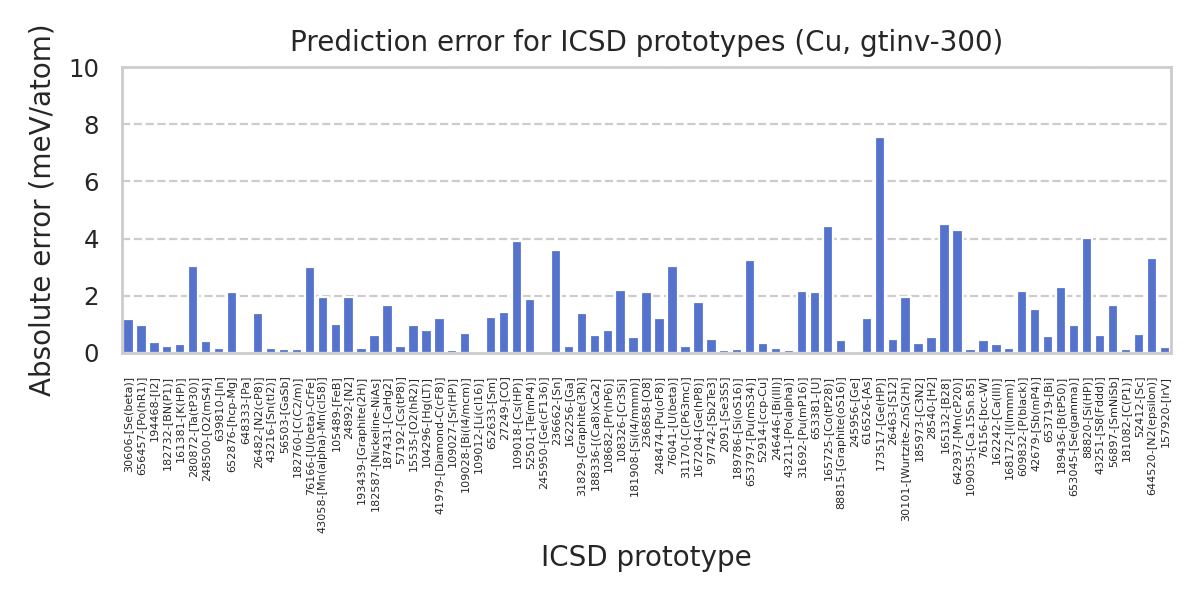 Prediction error for ICSD prototypes (Cu, gtinv-300)
Absolute error (meV/atom)
10
8
6
4
2
0
30606-[Se(beta)]
656457-[Po(hR1)]
194468-[I2]
182732-[BN(P1)]
161381-[K(HP)]
280872-[Ta(tP30)]
248500-[O2(mS4)]
639810-[In]
652876-[hcp-Mg]
648333-[Pa]
26482-[N2(cP8)]
43216-[Sn(tI2)]
56503-[GaSb]
182760-[C(C2/m)]
76166-[U(beta)-CrFe]
43058-[Mn(alpha)-Mn(cI58)]
105489-[FeB]
24892-[N2]
193439-[Graphite(2H)]
182587-[Nickeline-NiAs]
187431-[CaHg2]
57192-[Cs(tP8)]
15535-[O2(hR2)]
104296-[Hg(LT)]
41979-[Diamond-C(cF8)]
109027-[Sr(HP)]
109028-[Bi(I4/mcm)]
109012-[Li(cI16)]
652633-[Sm]
27249-[CO]
109018-[Cs(HP)]
52501-[Te(mP4)]
245950-[Ge(cF136)]
236662-[Sn]
162256-[Ga]
31829-[Graphite(3R)]
188336-[(Ca8)xCa2]
108682-[Pr(hP6)]
108326-[Cr3Si]
181908-[Si(I4/mmm)]
236858-[O8]
248474-[Pu(oF8)]
76041-[U(beta)]
31170-[C(P63mc)]
167204-[Ge(hP8)]
97742-[Sb2Te3]
2091-[Se3S5]
189786-[Si(oS16)]
653797-[Pu(mS34)]
52914-[ccp-Cu]
246446-[Bi(III)]
43211-[Po(alpha)]
31692-[Pu(mP16)]
653381-[U]
165725-[Co(tP28)]
88815-[Graphite(oS16)]
245956-[Ge]
616526-[As]
173517-[Ge(HP)]
24463-[S12]
30101-[Wurtzite-ZnS(2H)]
185973-[C3N2]
28540-[H2]
165132-[B28]
642937-[Mn(cP20)]
109035-[Ca.15Sn.85]
76156-[bcc-W]
162242-[Ca(III)]
168172-[I(Immm)]
609832-[P(black)]
42679-[Sb(mP4)]
653719-[Bi]
189436-[B(tP50)]
653045-[Se(gamma)]
88820-[Si(HP)]
43251-[S8(Fddd)]
56897-[SmNiSb]
181082-[C(P1)]
52412-[Sc]
644520-[N2(epsilon)]
157920-[IrV]
ICSD prototype